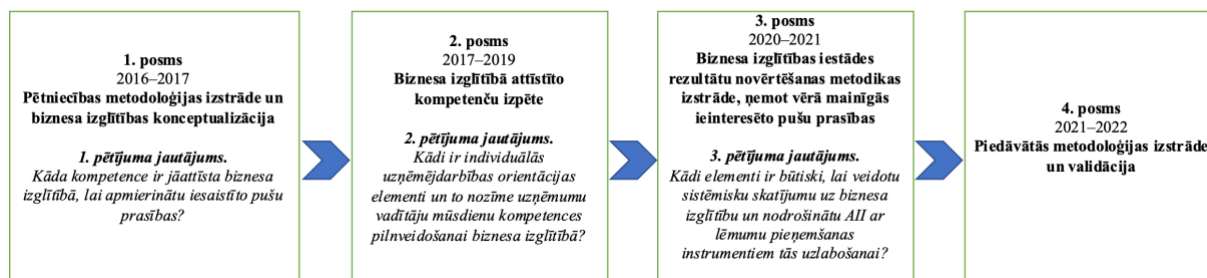 1. posms
2016–2017
Pētniecības metodoloģijas izstrāde un
biznesa izglītības konceptualizācija
1. pētījuma jautājums.
Kāda kompetence ir jāattīsta biznesa
izglītībā, lai apmierinātu iesaistīto pušu
prasības?
2. posms
2017–2019
Biznesa izglītībā attīstīto
kompetenču izpēte
2. pētījuma jautājums.
Kādi ir individuālās
uzņēmējdarbības orientācijas
elementi un to nozīme uzņēmumu
vadītāju mūsdienu kompetences
pilnveidošanai biznesa izglītībā?
3. posms
2020–2021
Biznesa izglītības iestādes
rezultātu novērtēšanas metodikas
izstrāde, ņemot vērā mainīgās
ieinteresēto pušu prasības
3. pētījuma jautājums.
Kādi elementi ir būtiski, lai veidotu
sistēmisku skatījumu uz biznesa
izglītību un nodrošinātu AII ar
lēmumu pieņemšanas
instrumentiem tās uzlabošanai?
4. posms
2021–2022
Piedāvātās metodoloģijas izstrāde
un validācija